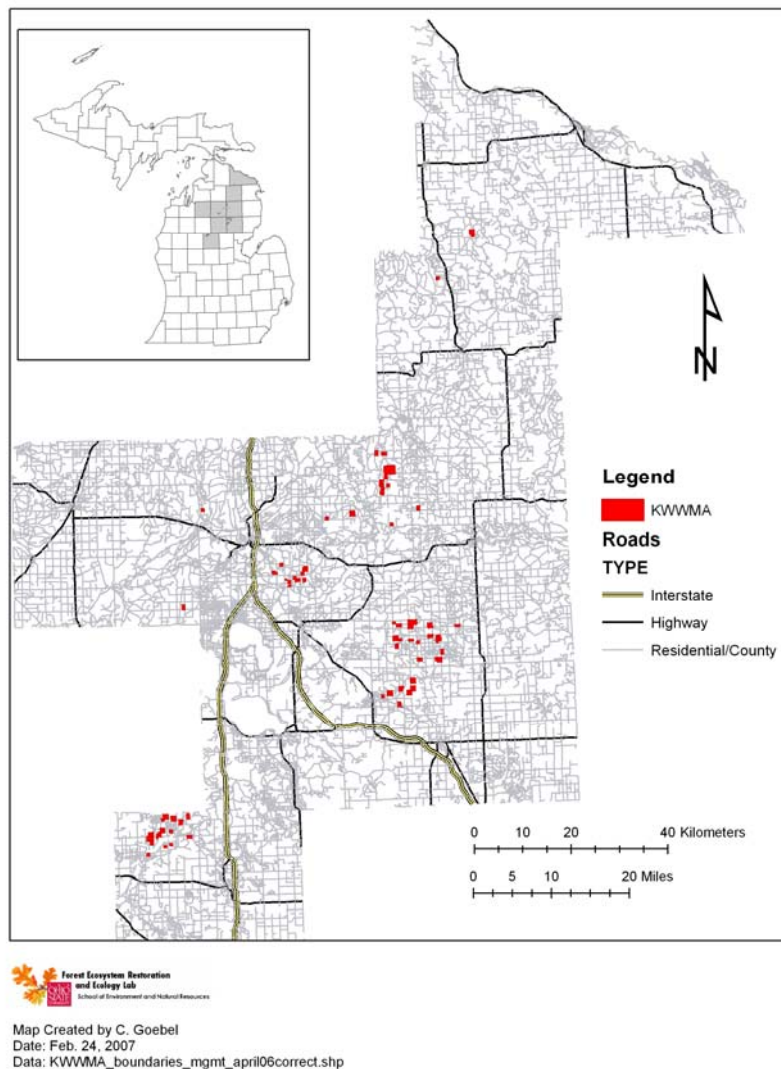 N
Legend
KWWMA
Roads
TYPE
Interstate
Highway
Residential/County
0 10 20 40 Kilometers
0 5 10 20 Miles
Forest Ecosystem Restoration
and Ecology Lab
School of Environment and Natural Resources
OHIO
STATE
Map Created by C. Goebel
Date: Feb. 24, 2007
Data: KWWMA_boundaries_mgmt_april06correct.shp